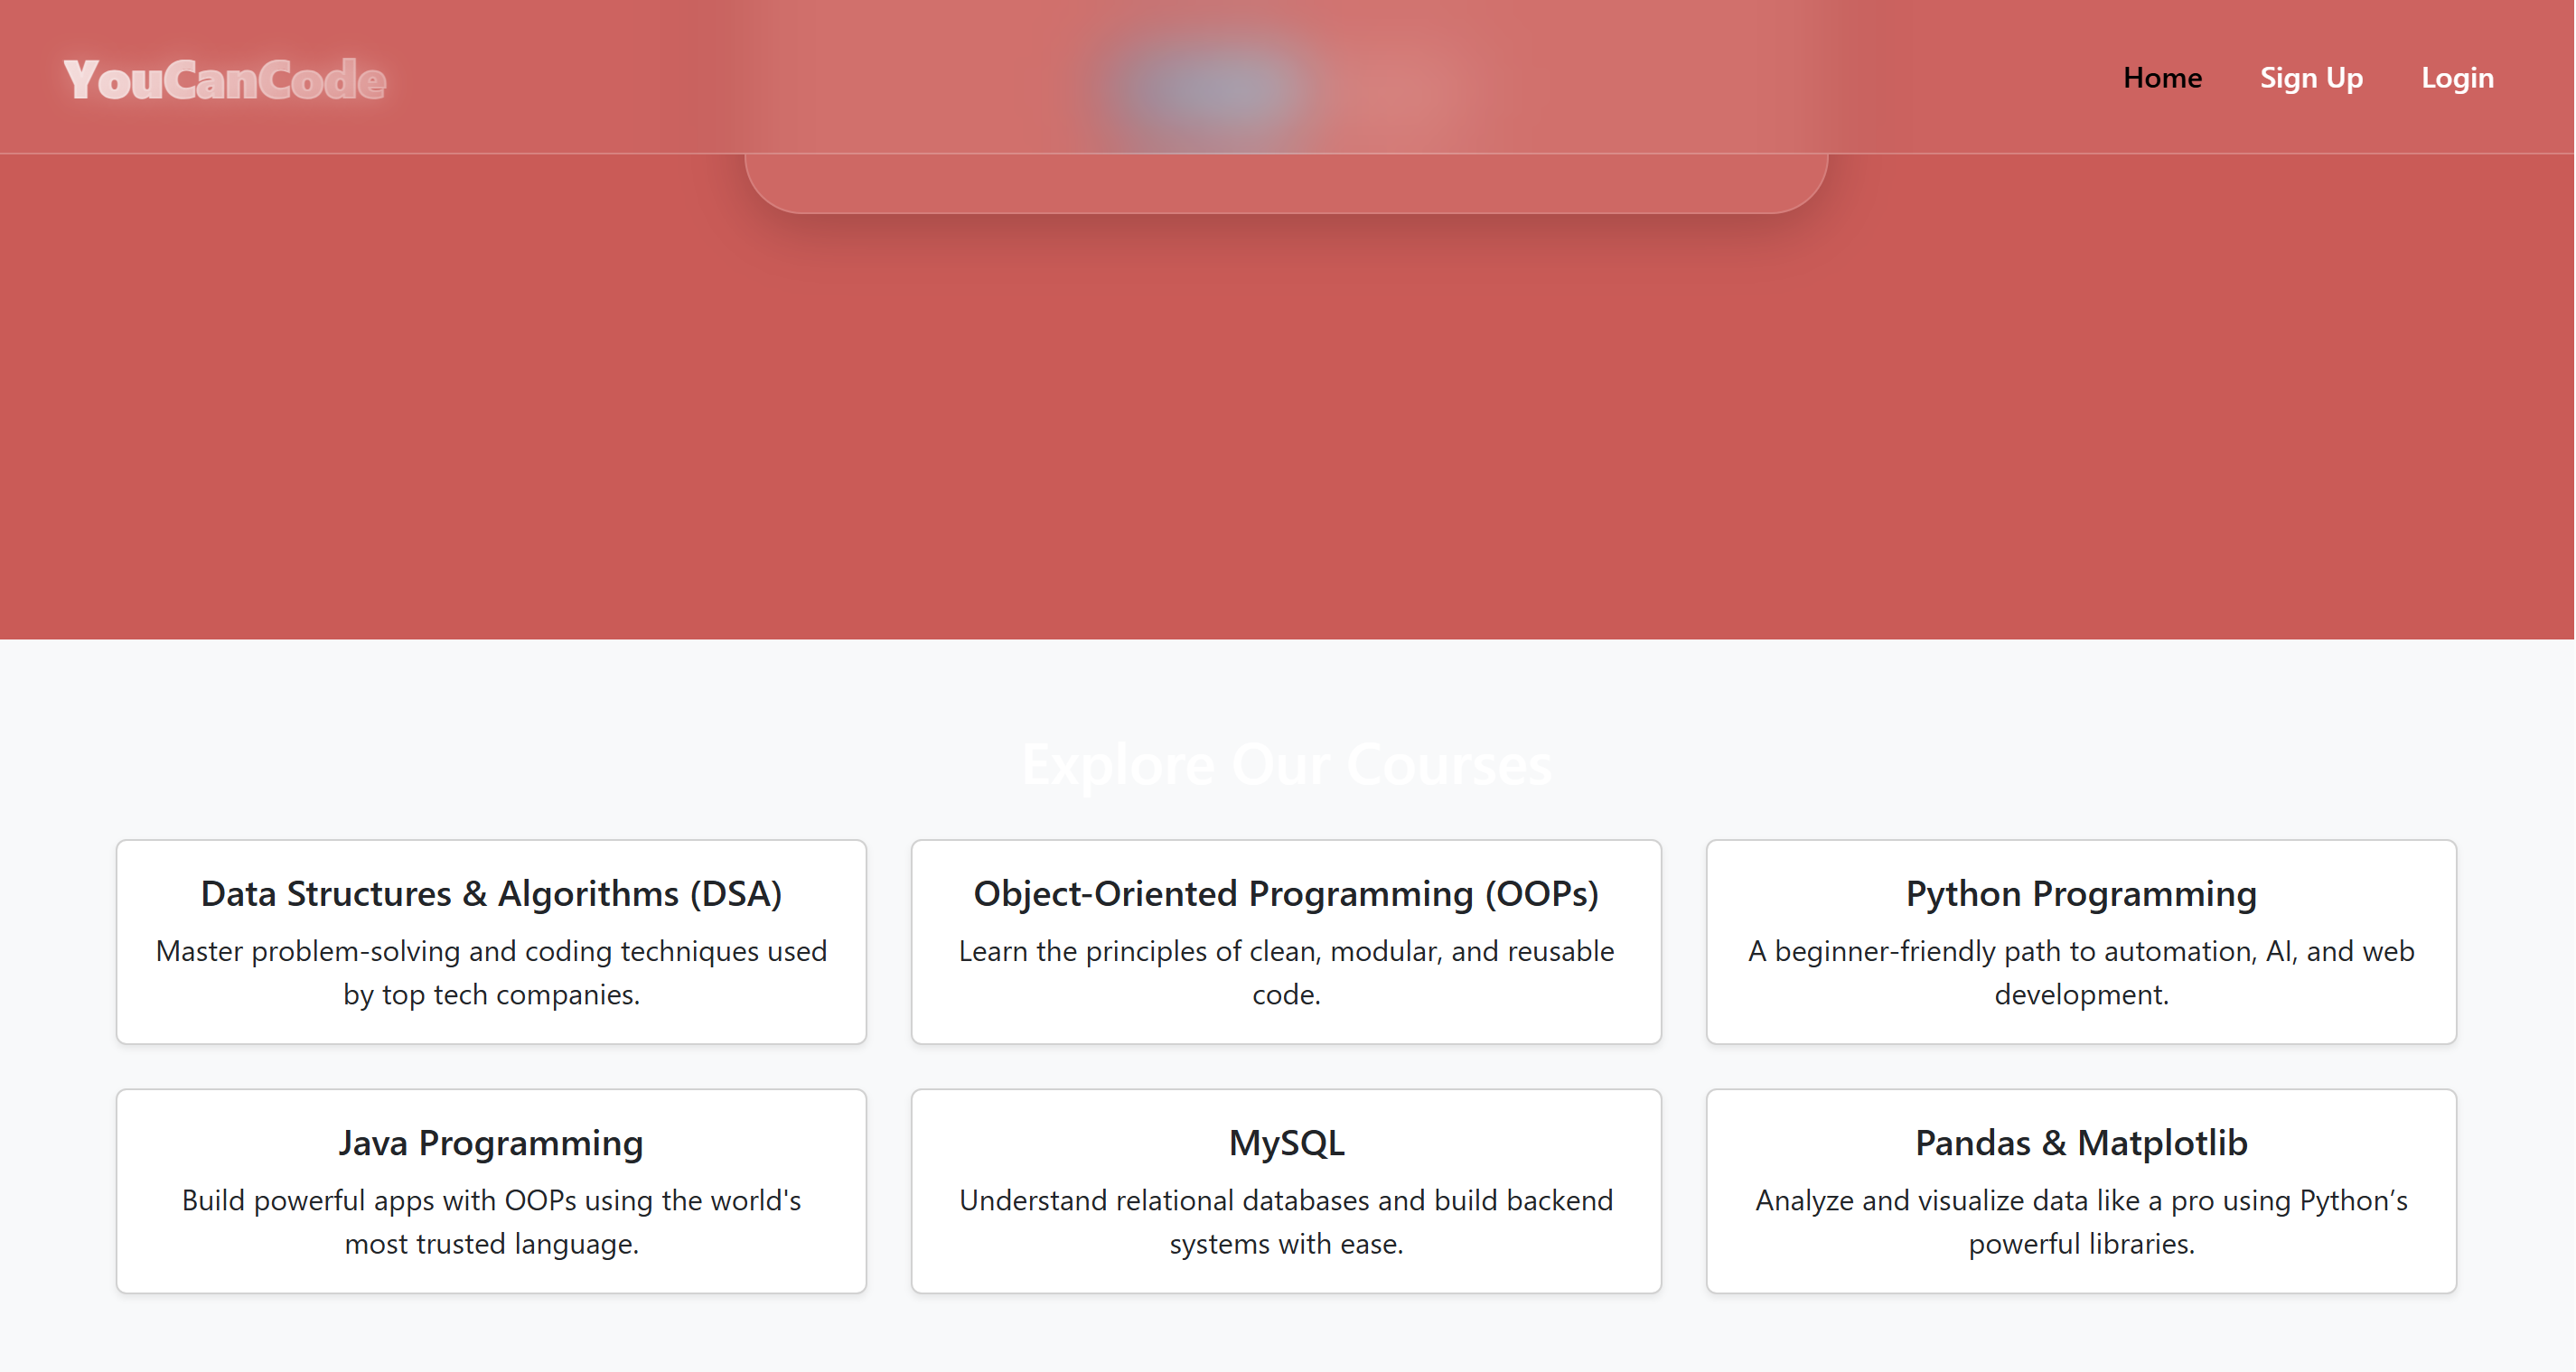 YouCanCode
Home Sign Up Login
Explore Our Courses
Data Structures & Algorithms (DSA)
Master problem-solving and coding techniques used
by top tech companies.
Object-Oriented Programming (OOPs)
Learn the principles of clean, modular, and reusable
code.
Python Programming
A beginner-friendly path to automation, AI, and web
development.
Java Programming
Build powerful apps with OOPs using the world's
most trusted language.
MySQL
Understand relational databases and build backend
systems with ease.
Pandas & Matplotlib
Analyze and visualize data like a pro using Python’s
powerful libraries.